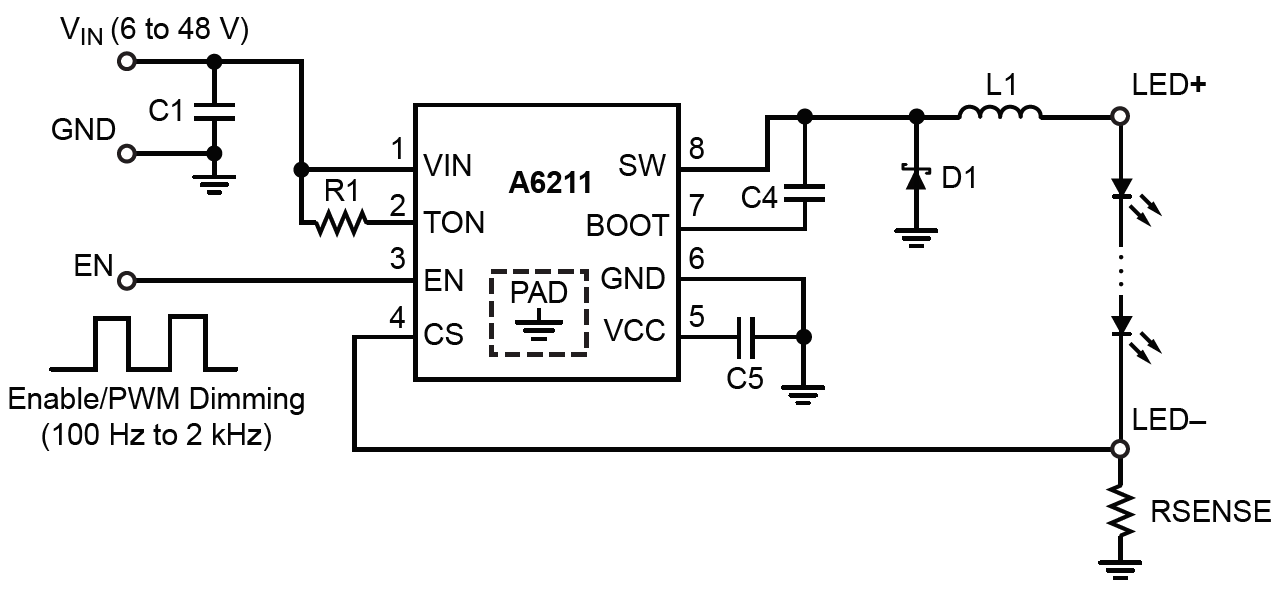 VIN (6 to 48 V)
LED+
L1
C1
GND
1
VIN
A6211
SW
8
D1
R1
2
TON
BOOT
7
C4
EN
3
EN
PAD
GND
6
4
CS
VCC
5
C5
Enable/PWM Dimming
(100 Hz to 2 kHz)
LED–
RSENSE